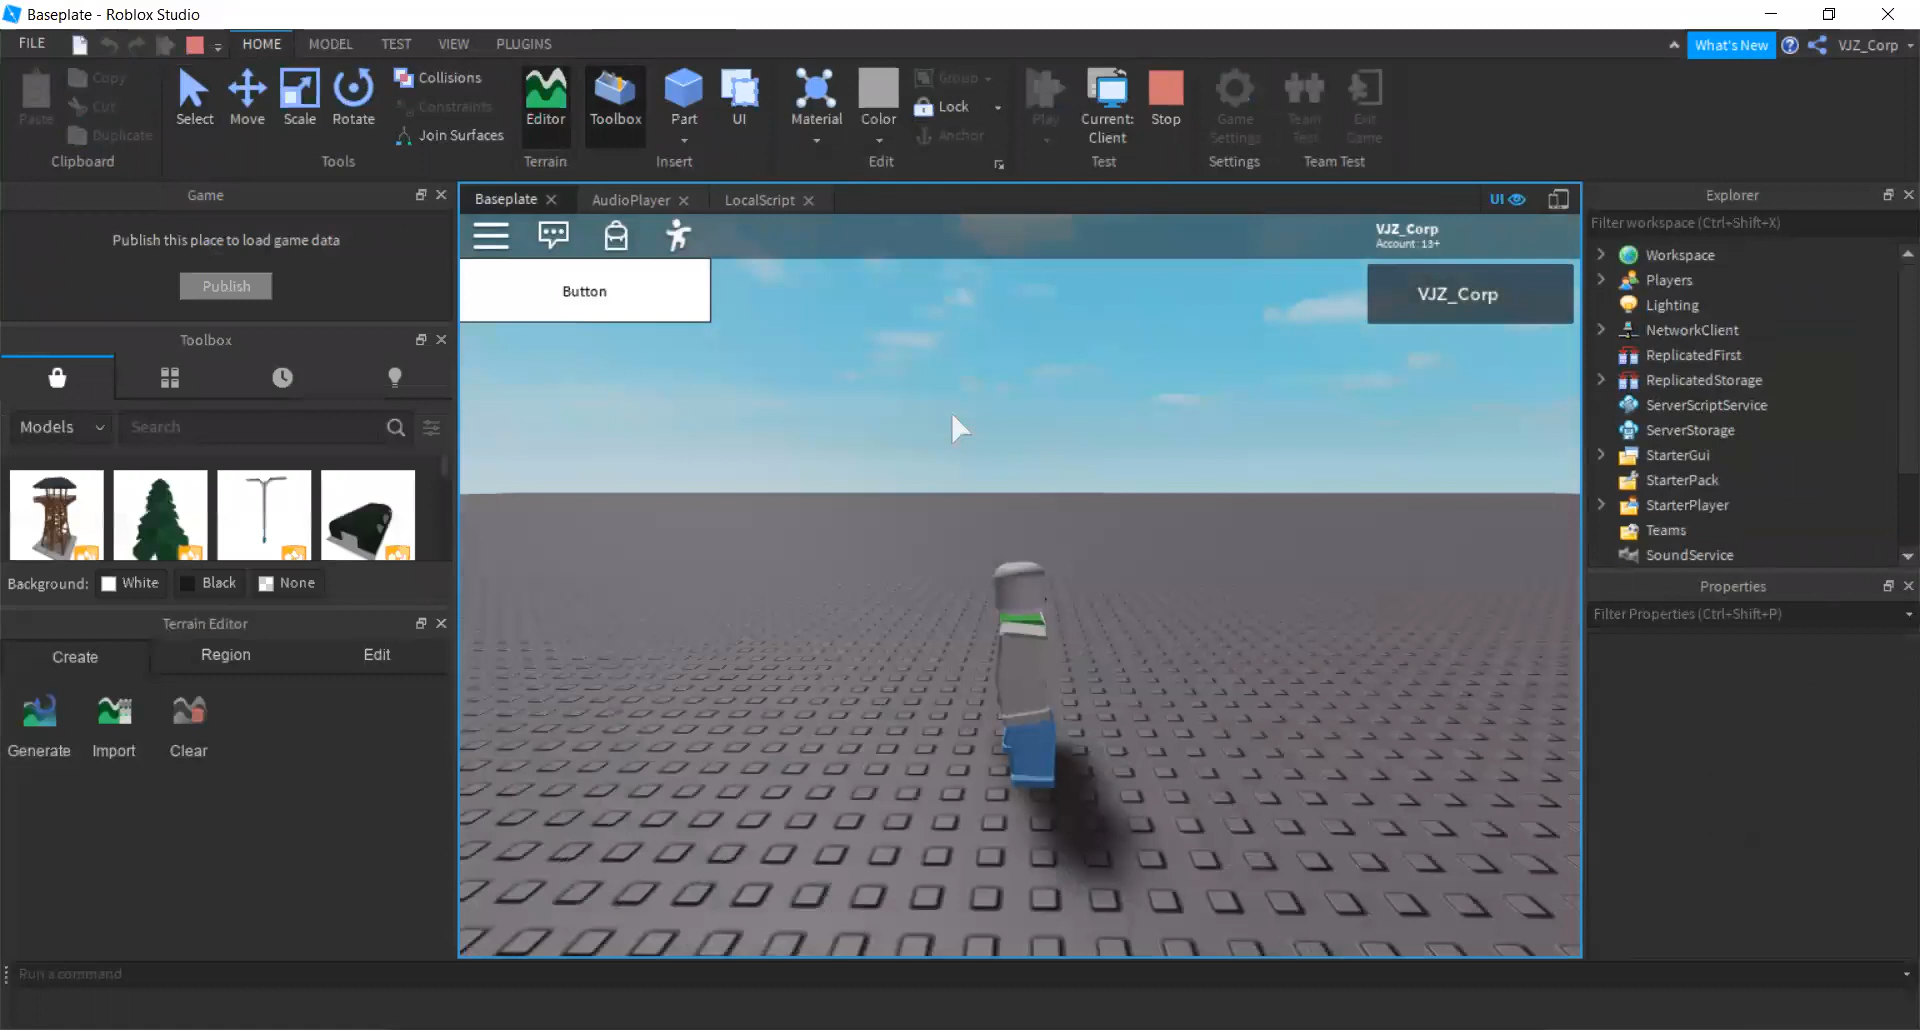 Baseplate - Roblox Studio
FILE HOME MODEL TEST VIEW PLUGINS What's New VJZ_Corp
Paste Copy Cut Duplicate
Clipboard
Select Move Scale Rotate
Collisions
Constraints
Join Surfaces
Tools
Editor
Terrain
Toolbox Part UI
Insert
Material Color
Group
Lock
Anchor
Edit
Play Current: Client Stop
Test
Game Settings
Settings
Team Test Exit Game
Team Test
Game
Publish this place to load game data
Publish
Toolbox
Models Search
Background: White Black None
Terrain Editor
Create Region Edit
Generate Import Clear
Baseplate AudioPlayer LocalScript UI
VJZ_Corp
Account: 13+
Button
VJZ_Corp
Explorer
Filter workspace (Ctrl+Shift+X)
Workspace
Players
Lighting
NetworkClient
ReplicatedFirst
ReplicatedStorage
ServerScriptService
ServerStorage
StarterGui
StarterPack
StarterPlayer
Teams
SoundService
Properties
Filter Properties (Ctrl+Shift+P)
Run a command